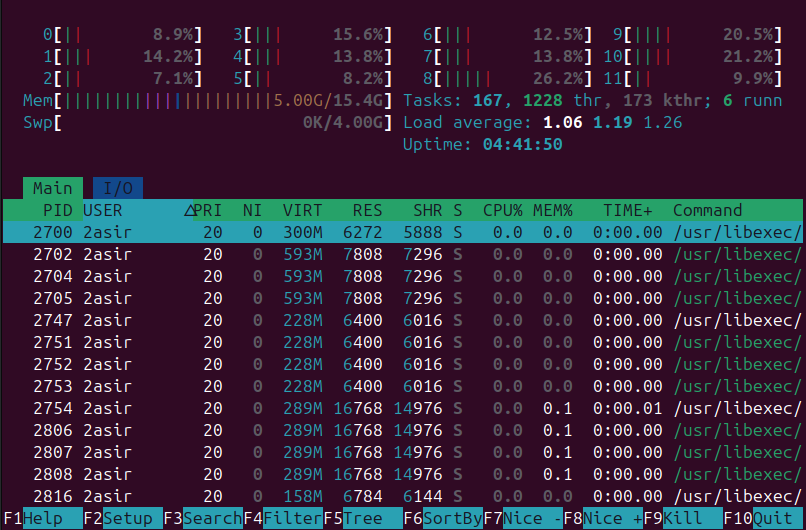 0[|| 8.9%] 3[||| 15.6%] 6[||| 12.5%] 9[|||| 20.5%]
1[||| 14.2%] 4[||| 13.8%] 7[||| 13.8%] 10[|||| 21.2%]
2[|| 7.1%] 5[|| 8.2%] 8[||||| 26.2%] 11[|| 9.9%]
Mem[|||||||||||||||||||||5.00G/15.4G] Tasks: 167, 1228 thr, 173 kthr; 6 runn
Swp[ 0K/4.00G] Load average: 1.06 1.19 1.26
Uptime: 04:41:50
Main I/O
PID USER △PRI NI VIRT RES SHR S CPU% MEM% TIME+ Command
2700 2asir 20 0 300M 6272 5888 S 0.0 0.0 0:00.00 /usr/libexec/
2702 2asir 20 0 593M 7808 7296 S 0.0 0.0 0:00.00 /usr/libexec/
2704 2asir 20 0 593M 7808 7296 S 0.0 0.0 0:00.00 /usr/libexec/
2705 2asir 20 0 593M 7808 7296 S 0.0 0.0 0:00.00 /usr/libexec/
2747 2asir 20 0 228M 6400 6016 S 0.0 0.0 0:00.00 /usr/libexec/
2751 2asir 20 0 228M 6400 6016 S 0.0 0.0 0:00.00 /usr/libexec/
2752 2asir 20 0 228M 6400 6016 S 0.0 0.0 0:00.00 /usr/libexec/
2753 2asir 20 0 228M 6400 6016 S 0.0 0.0 0:00.00 /usr/libexec/
2754 2asir 20 0 289M 16768 14976 S 0.0 0.1 0:00.01 /usr/libexec/
2806 2asir 20 0 289M 16768 14976 S 0.0 0.1 0:00.00 /usr/libexec/
2807 2asir 20 0 289M 16768 14976 S 0.0 0.1 0:00.00 /usr/libexec/
2808 2asir 20 0 289M 16768 14976 S 0.0 0.1 0:00.00 /usr/libexec/
2816 2asir 20 0 158M 6784 6144 S 0.0 0.0 0:00.00 /usr/libexec/
F1Help F2Setup F3SearchF4FilterF5Tree F6SortByF7Nice -F8Nice +F9Kill F10Quit